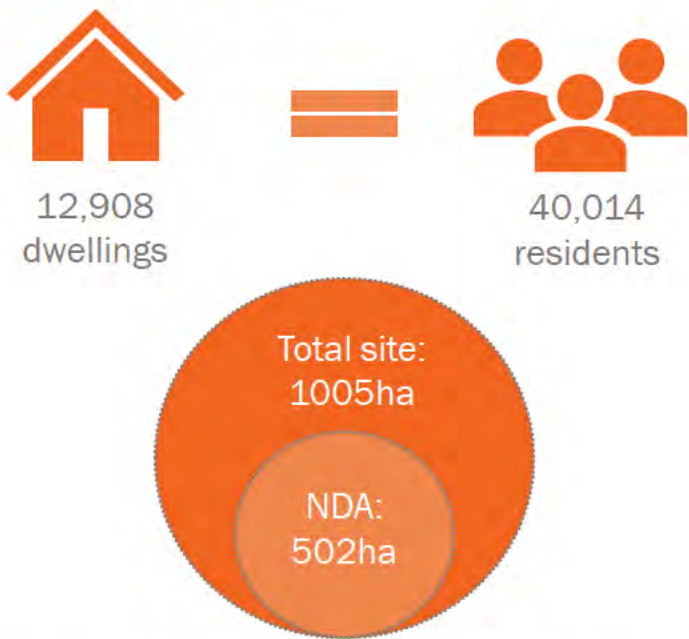 12,908
dwellings
40,014
residents
Total site:
1005ha
NDA:
502ha